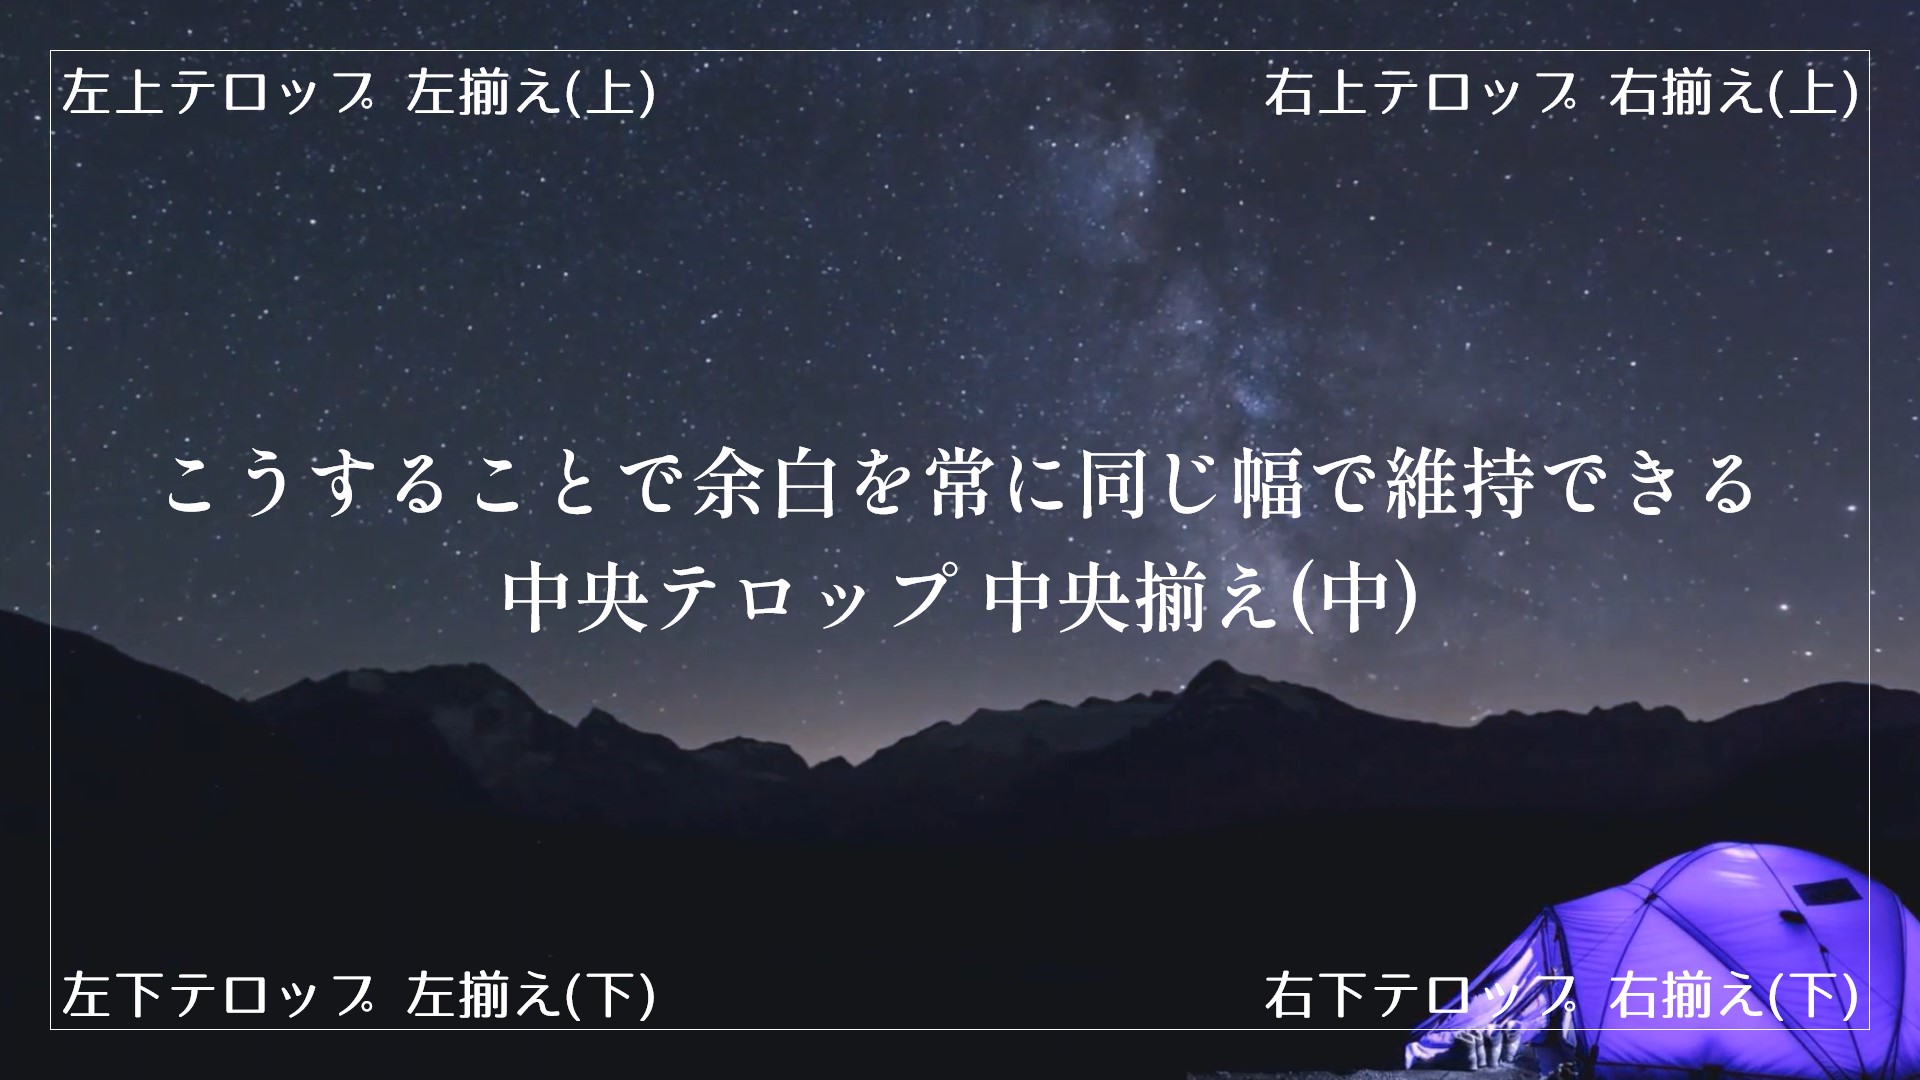 左上テロップ 左揃え(上)
右上テロップ 右揃え(上)
こうすることで余白を常に同じ幅で維持できる
中央テロップ 中央揃え(中)
左下テロップ 左揃え(下)
右下テロップ 右揃え(下)